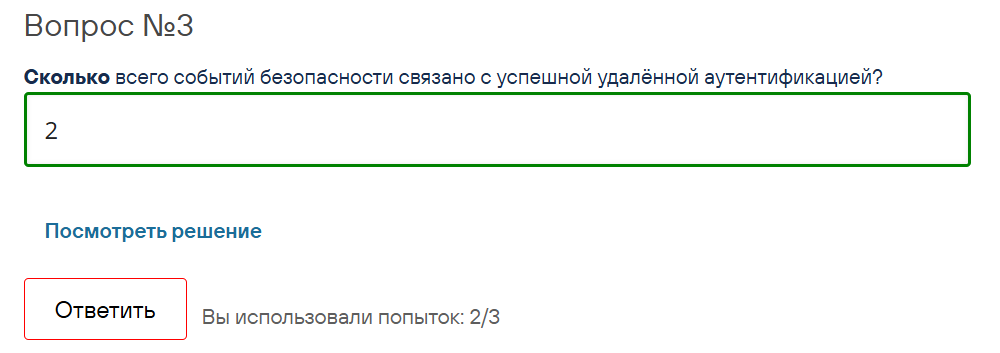 Вопрос №3
Сколько всего событий безопасности связано с успешной удалённой аутентификацией?
2
Посмотреть решение
Ответить
Вы использовали попыток: 2/3